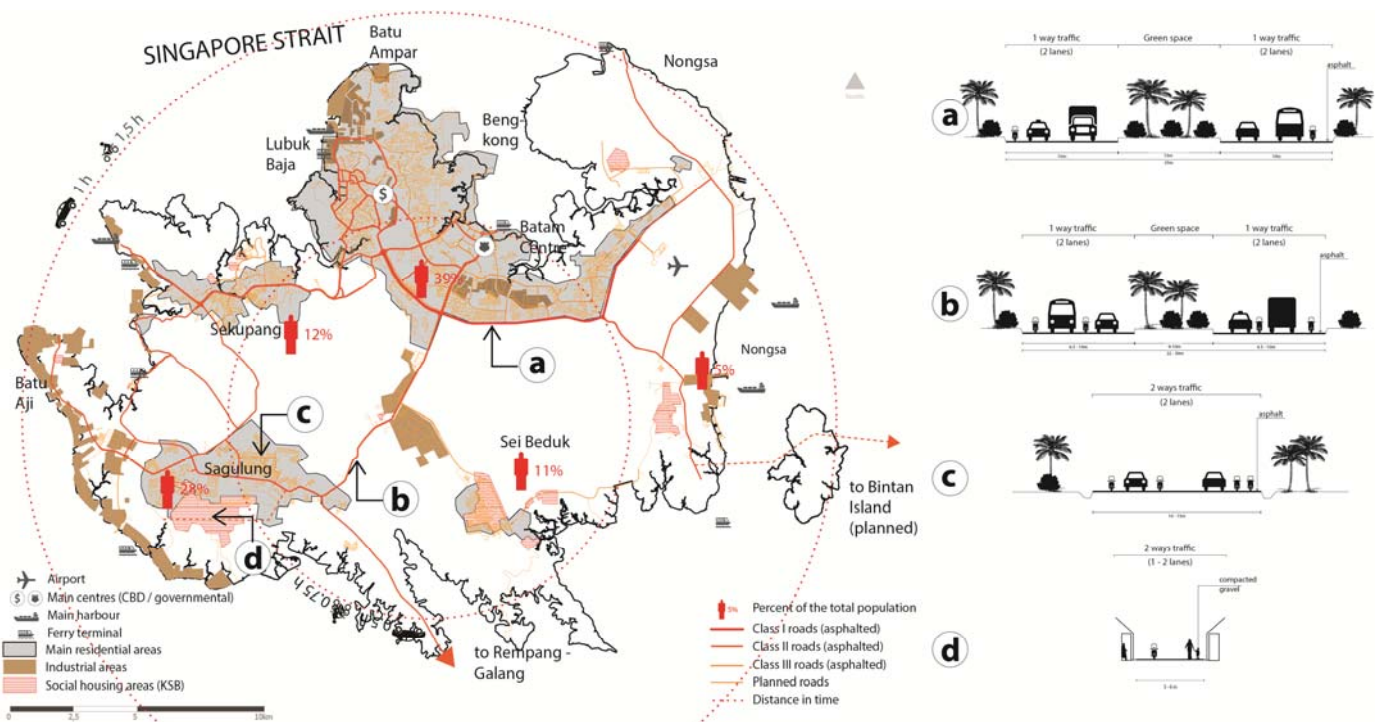 SINGAPORE STRAIT
Batu
Ampar
Nongsa
Lubuk
Baja
Beng-
kong
1,5 h
1 h
$
Batam
Centre
39%
Sekupang
12%
a
Nongsa
5%
Batu
Aji
c
Sagulung
28%
b
Sei Beduk
11%
d
to Bintan
Island
(planned)
0,75 h
0,5 h
to Rempang -
Galang
Airport
$ Main centres (CBD / governmental)
Main harbour
Ferry terminal
Main residential areas
Industrial areas
Social housing areas (KSB)
0 2,5 5 10km
5% Percent of the total population
Class I roads (asphalted)
Class II roads (asphalted)
Class III roads (asphalted)
Planned roads
Distance in time
a
1 way traffic
(2 lanes)
Green space
1 way traffic
(2 lanes)
asphalt
b
1 way traffic
(2 lanes)
Green space
1 way traffic
(2 lanes)
asphalt
c
2 ways traffic
(2 lanes)
asphalt
d
2 ways traffic
(1 - 2 lanes)
compacted
gravel